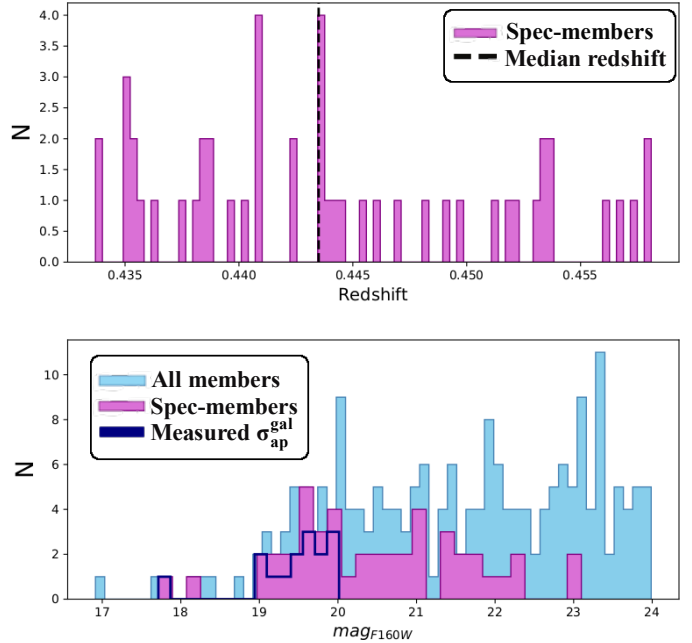 4.0
3.5
3.0
2.5
2.0
1.5
1.0
0.5
0.0
N
Spec-members
Median redshift
0.435 0.440 0.445 0.450 0.455
Redshift
10
8
6
4
2
0
N
All members
Spec-members
Measured σ_ap^gal
17 18 19 20 21 22 23 24
mag_F160W